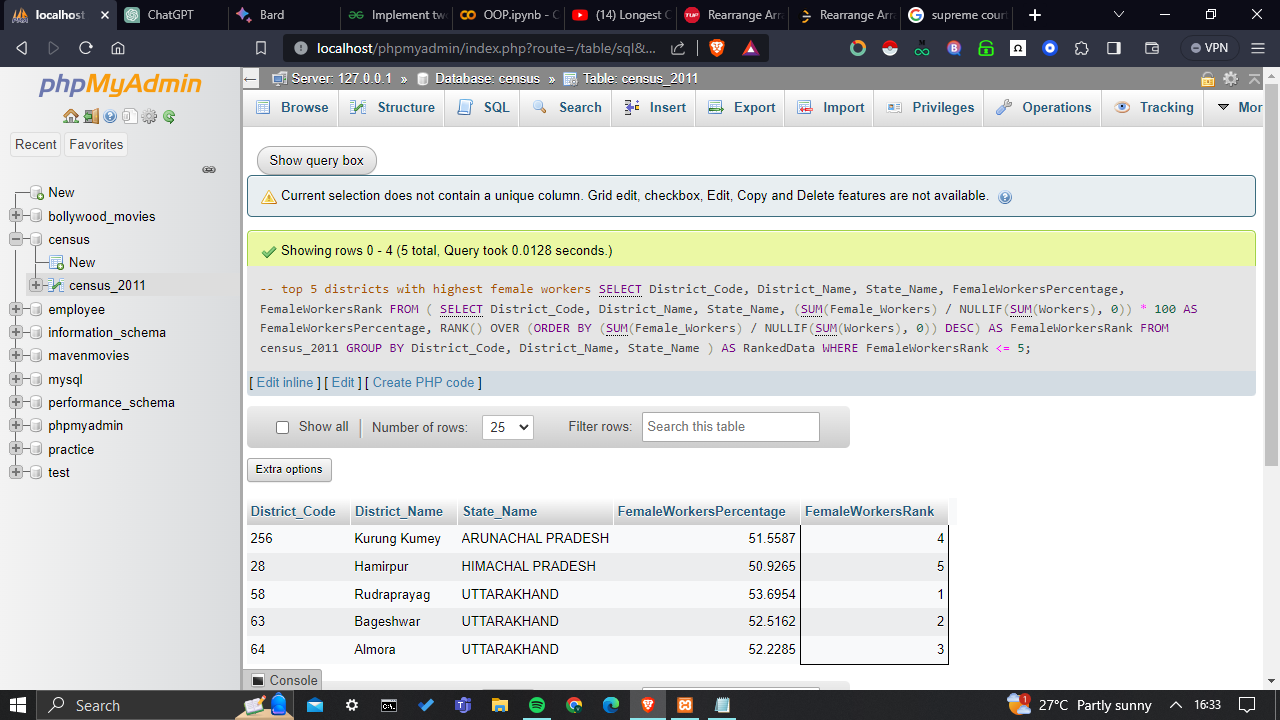 localhost
ChatGPT
Bard
Implement two
OOP.ipynb - C
(14) Longest C
Rearrange Arr
Rearrange Arra
supreme court
localhost/phpmyadmin/index.php?route=/table/sql&...
VPN
phpMyAdmin
Recent
Favorites
New
bollywood_movies
census
New
census_2011
employee
information_schema
mavenmovies
mysql
performance_schema
phpmyadmin
practice
test
Server: 127.0.0.1 » Database: census » Table: census_2011
Browse Structure SQL Search Insert Export Import Privileges Operations Tracking Mor
Show query box
Current selection does not contain a unique column. Grid edit, checkbox, Edit, Copy and Delete features are not available.
Showing rows 0 - 4 (5 total, Query took 0.0128 seconds.)
-- top 5 districts with highest female workers SELECT District_Code, District_Name, State_Name, FemaleWorkersPercentage,
FemaleWorkersRank FROM ( SELECT District_Code, District_Name, State_Name, (SUM(Female_Workers) / NULLIF(SUM(Workers), 0)) * 100 AS
FemaleWorkersPercentage, RANK() OVER (ORDER BY (SUM(Female_Workers) / NULLIF(SUM(Workers), 0)) DESC) AS FemaleWorkersRank FROM
census_2011 GROUP BY District_Code, District_Name, State_Name ) AS RankedData WHERE FemaleWorkersRank <= 5;
[ Edit inline ] [ Edit ] [ Create PHP code ]
Show all Number of rows: 25 Filter rows: Search this table
Extra options
District_Code District_Name State_Name FemaleWorkersPercentage FemaleWorkersRank
256 Kurung Kumey ARUNACHAL PRADESH 51.5587 4
28 Hamirpur HIMACHAL PRADESH 50.9265 5
58 Rudraprayag UTTARAKHAND 53.6954 1
63 Bageshwar UTTARAKHAND 52.5162 2
64 Almora UTTARAKHAND 52.2285 3
Console
Search
27°C Partly sunny
16:33